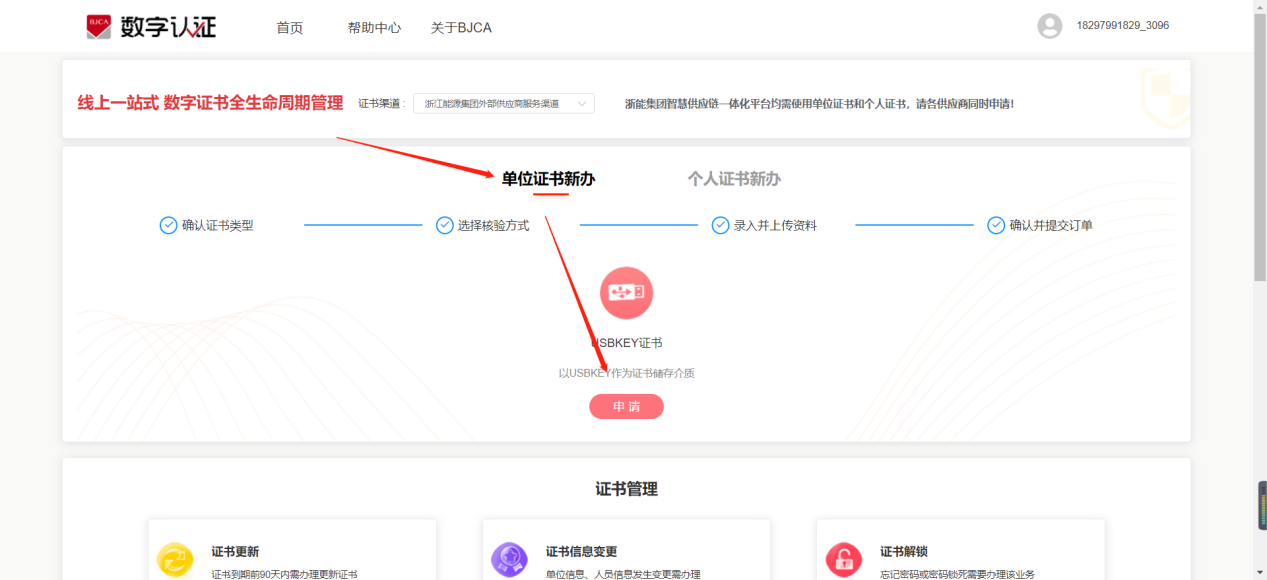 BJCA 数字认证 首页 帮助中心 关于BJCA 18297991829_3096
线上一站式 数字证书全生命周期管理 证书渠道： 浙江能源集团外部供应商服务渠道 浙能集团智慧供应链一体化平台均需使用单位证书和个人证书，请各供应商同时申请！
单位证书新办 个人证书新办
确认证书类型 选择核验方式 录入并上传资料 确认并提交订单
USBKEY证书
以USBKEY作为证书储存介质
申 请
证书管理
证书更新 证书信息变更 证书解锁
证书到期前90天内需办理更新证书 单位信息、人员信息发生变更需办理 忘记密码或密码锁死需要办理该业务